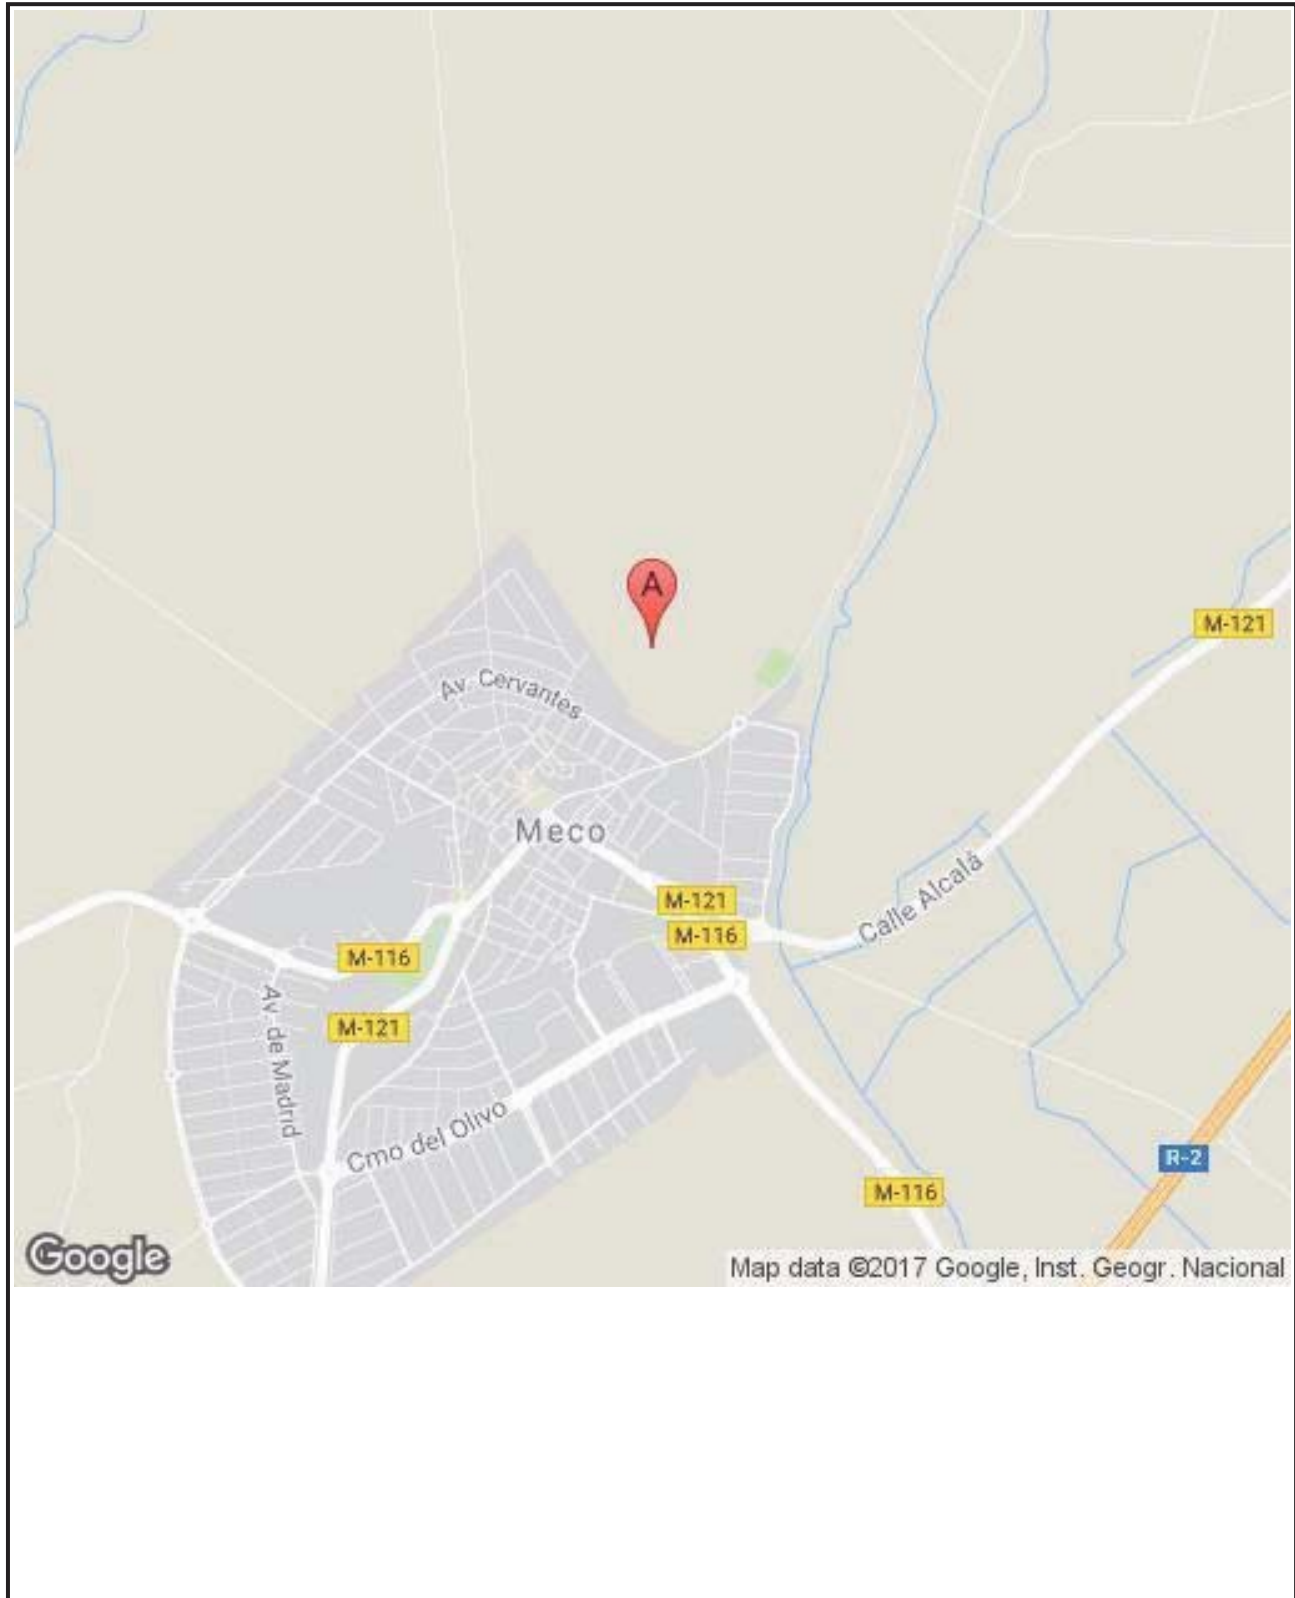 A
M-121
Av. Cervantes
Meco
M-121
Calle Alcalá
M-116
M-116
Av. de Madrid
M-121
Cmo del Olivo
R-2
M-116
Google
Map data ©2017 Google, Inst. Geogr. Nacional